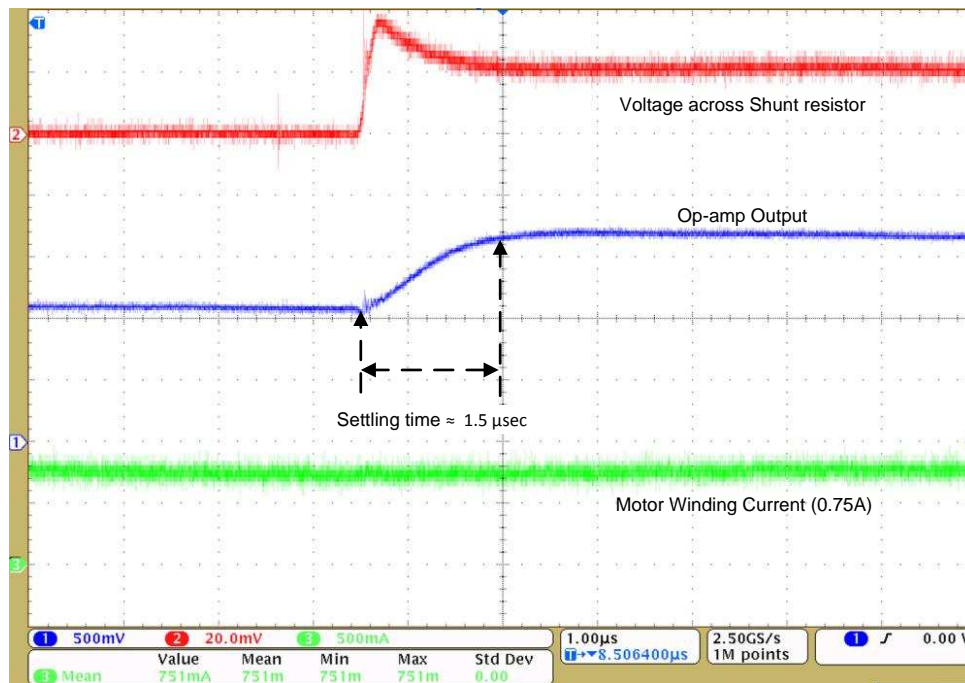 T
2
Voltage across Shunt resistor
Op-amp Output
Settling time ≈ 1.5 μsec
1
Motor Winding Current (0.75A)
3
1 500mV 2 20.0mV 3 500mA
1.00μs
T→▼8.506400μs
2.50GS/s
1M points
1 0.00 V
Value Mean Min Max Std Dev
3 Mean 751mA 751m 751m 751m 0.00